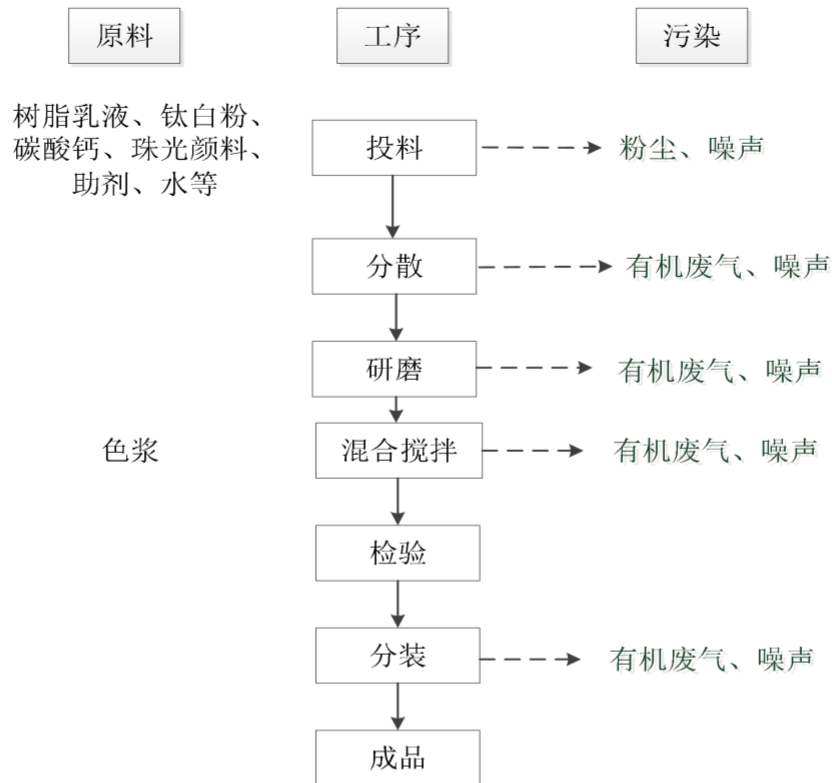 原料
工序
污染
树脂乳液、钛白粉、
碳酸钙、珠光颜料、
助剂、水等
投料
粉尘、噪声
分散
有机废气、噪声
研磨
有机废气、噪声
色浆
混合搅拌
有机废气、噪声
检验
分装
有机废气、噪声
成品